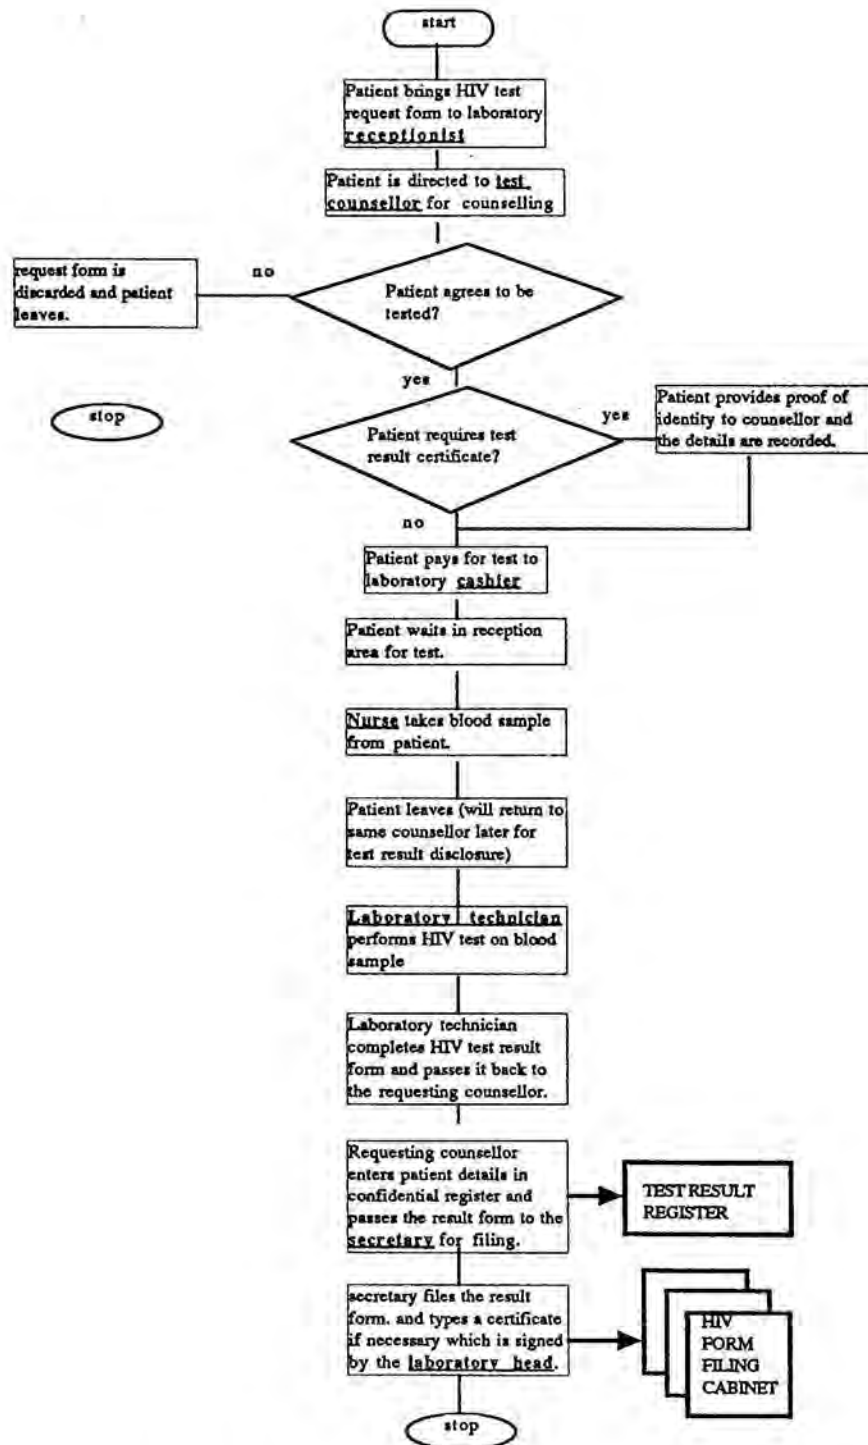 start
Patient brings HIV test
request form to laboratory
receptionist
Patient is directed to test
counsellor for counselling
request form is
discarded and patient
leaves.
no
Patient agrees to be
tested?
yes
stop
Patient requires test
result certificate?
yes
Patient provides proof of
identity to counsellor and
the details are recorded.
no
Patient pays for test to
laboratory cashier
Patient waits in reception
area for test.
Nurse takes blood sample
from patient.
Patient leaves (will return to
same counsellor later for
test result disclosure)
Laboratory technician
performs HIV test on blood
sample
Laboratory technician
completes HIV test result
form and passes it back to
the requesting counsellor.
Requesting counsellor
enters patient details in
confidential register and
passes the result form to the
secretary for filing.
TEST RESULT
REGISTER
secretary files the result
form. and types a certificate
if necessary which is signed
by the laboratory head.
HIV
FORM
FILING
CABINET
stop